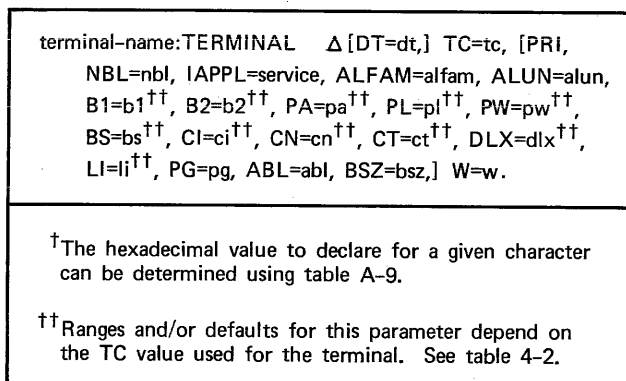 terminal-name:TERMINAL Δ [DT=dt,] TC=tc, [PRI,
NBL=nbl, IAPPL=service, ALFAM=alfam, ALUN=alun,
B1=b1††, B2=b2††, PA=pa††, PL=pl††, PW=pw††,
BS=bs††, CI=ci††, CN=cn††, CT=ct††, DLX=dlx††,
LI=li††, PG=pg, ABL=abl, BSZ=bsz,] W=w.
†The hexadecimal value to declare for a given character
can be determined using table A-9.
††Ranges and/or defaults for this parameter depend on
the TC value used for the terminal. See table 4-2.